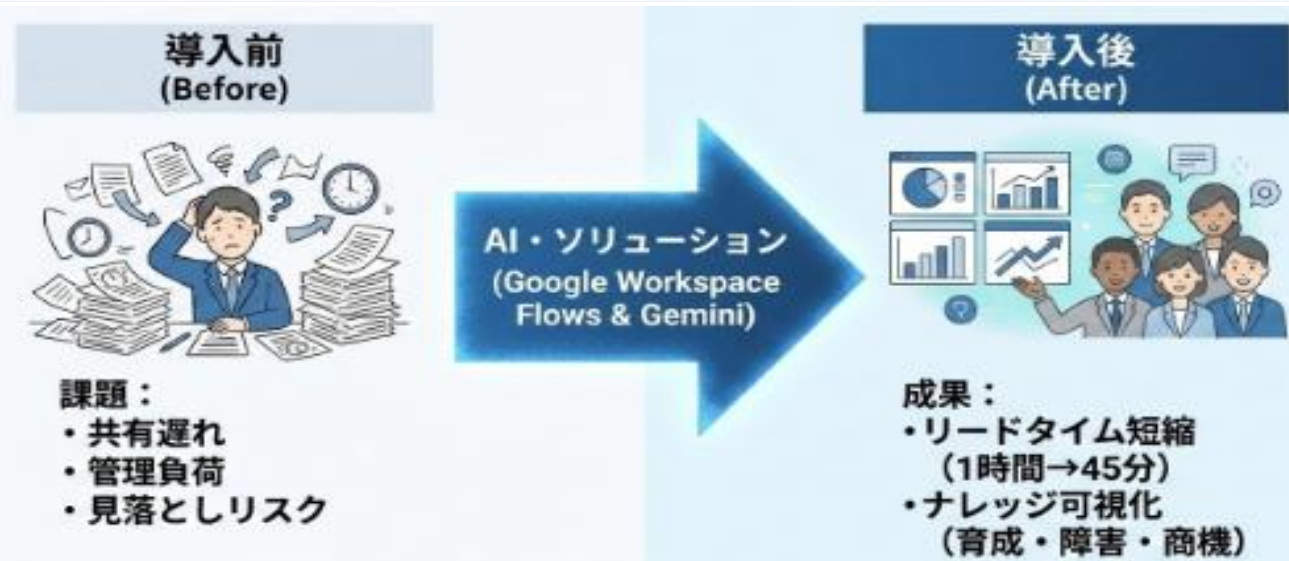 導入前
(Before)
課題：
・共有遅れ
・管理負荷
・見落としリスク
AI・ソリューション
(Google Workspace
Flows & Gemini)
導入後
(After)
成果：
・リードタイム短縮
（1時間→45分）
・ナレッジ可視化
（育成・障害・商機）